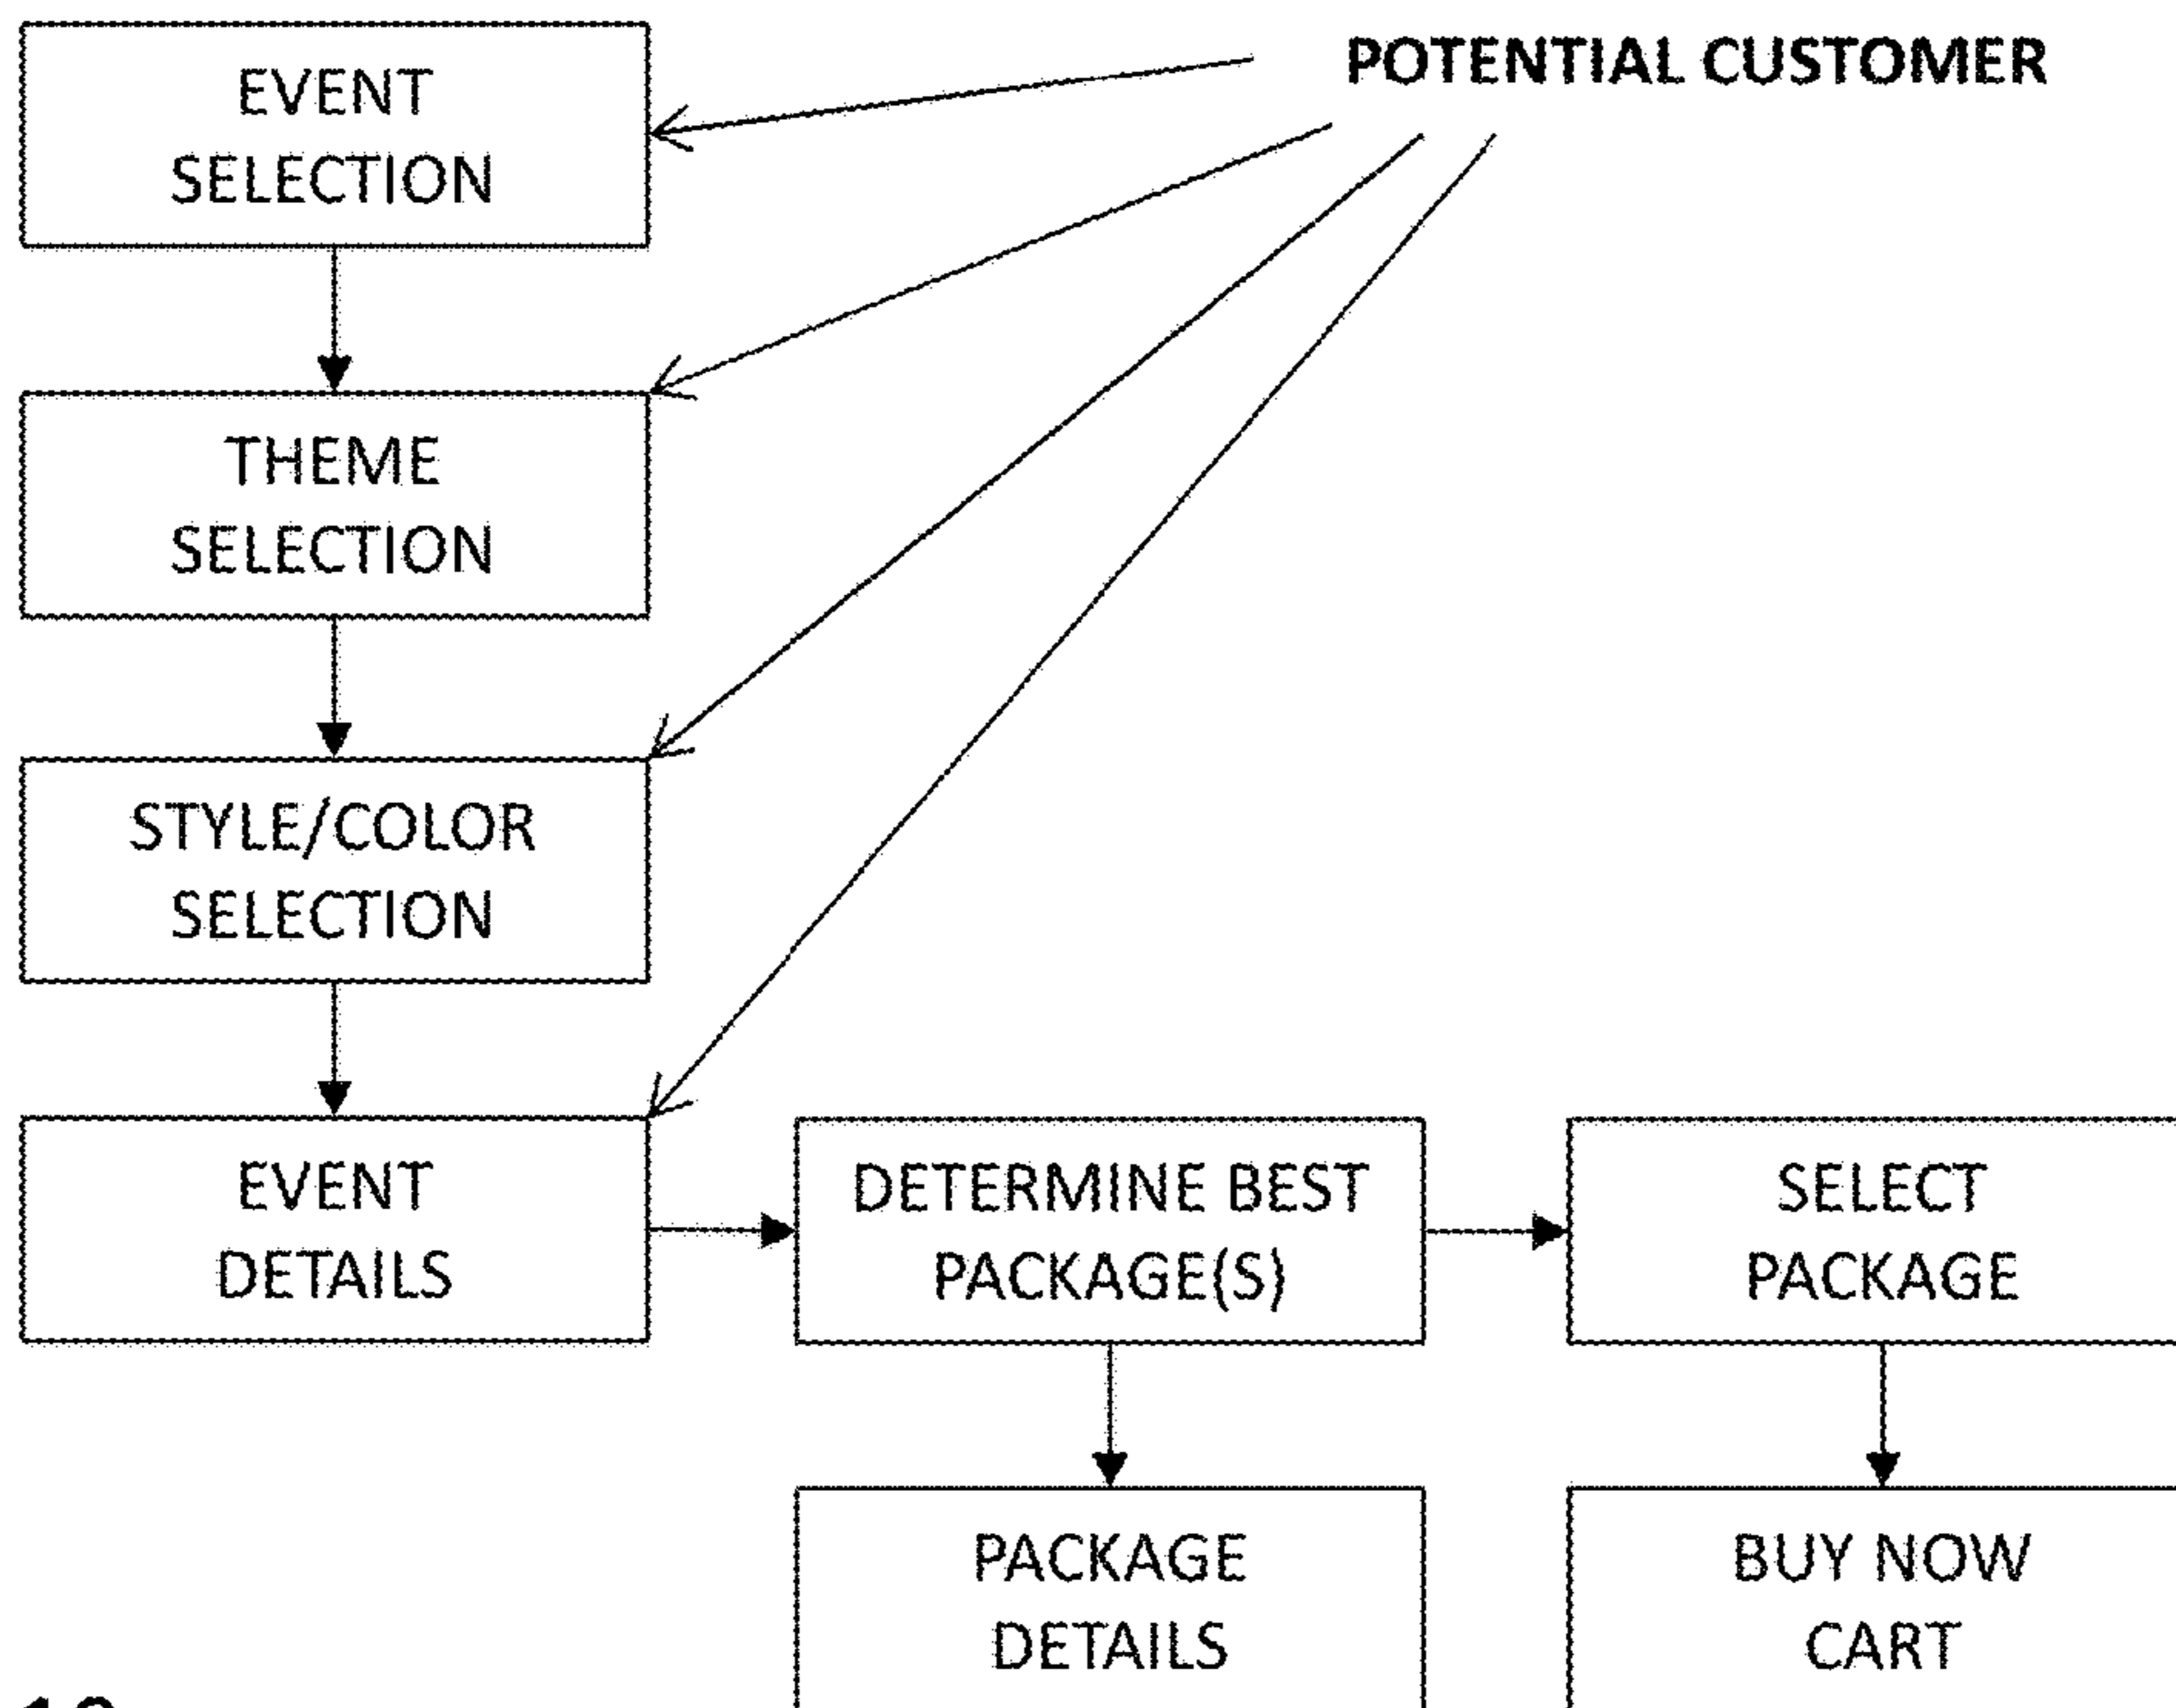 POTENTIAL CUSTOMER
EVENT
SELECTION
THEME
SELECTION
STYLE/COLOR
SELECTION
EVENT
DETAILS
DETERMINE BEST
PACKAGE(S)
SELECT
PACKAGE
PACKAGE
DETAILS
BUY NOW
CART